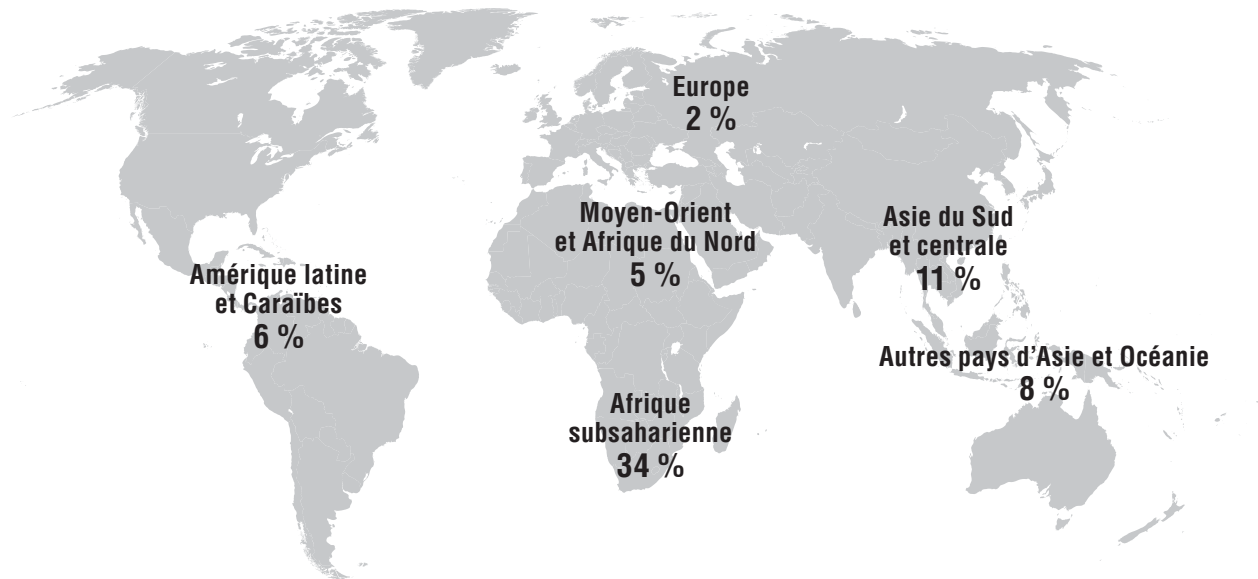 Europe
2 %
Moyen-Orient
et Afrique du Nord
5 %
Asie du Sud
et centrale
11 %
Amérique latine
et Caraïbes
6 %
Autres pays d'Asie et Océanie
8 %
Afrique
subsaharienne
34 %